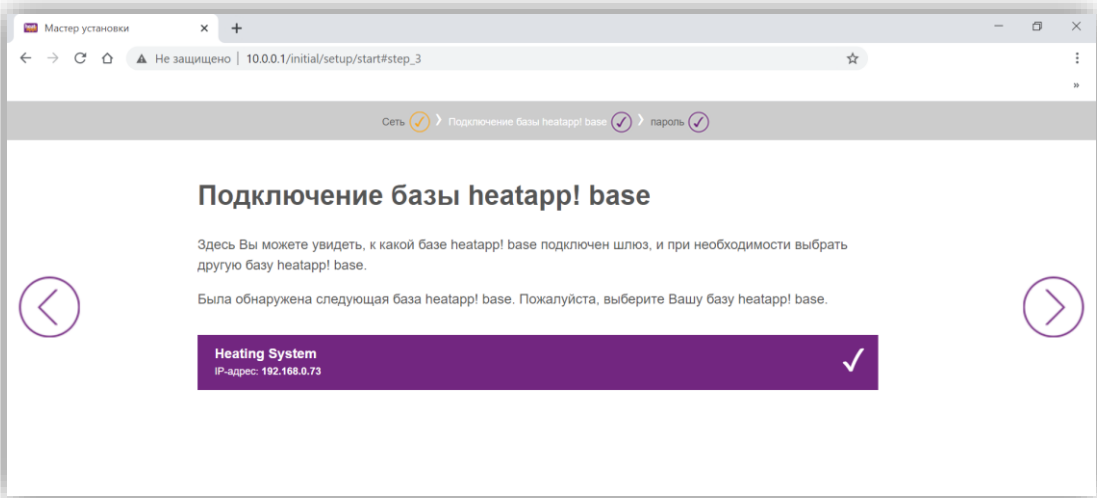 Мастер установки
Не защищено | 10.0.0.1/initial/setup/start#step_3
Сеть Подключение базы heatapp! base пароль
Подключение базы heatapp! base
Здесь Вы можете увидеть, к какой базе heatapp! base подключен шлюз, и при необходимости выбрать
другую базу heatapp! base.
Была обнаружена следующая база heatapp! base. Пожалуйста, выберите Вашу базу heatapp! base.
Heating System
IP-адрес: 192.168.0.73